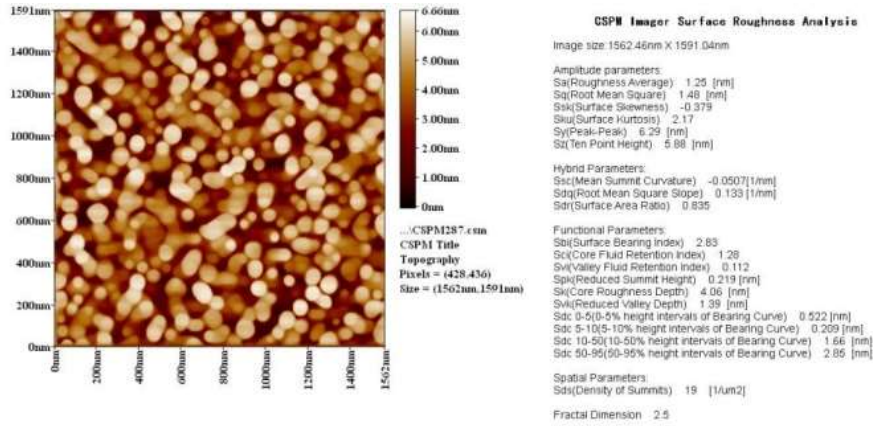 1591nm
1400nm
1200nm
1000nm
800nm
600nm
400nm
200nm
0nm
0nm
200nm
400nm
600nm
800nm
1000nm
1200nm
1400nm
1562nm
6.66nm
6.00nm
5.00nm
4.00nm
3.00nm
2.00nm
1.00nm
0nm
...\CSPM287.csm
CSPM Title
Topography
Pixels = (428,436)
Size = (1562nm,1591nm)
CSPM Imager Surface Roughness Analysis
Image size:1562.46nm X 1591.04nm
Amplitude parameters:
Sa(Roughness Average) 1.25 [nm]
Sq(Root Mean Square) 1.48 [nm]
Ssk(Surface Skewness) -0.379
Sku(Surface Kurtosis) 2.17
Sy(Peak-Peak) 6.29 [nm]
Sz(Ten Point Height) 5.88 [nm]
Hybrid Parameters:
Ssc(Mean Summit Curvature) -0.0507[1/nm]
Sdq(Root Mean Square Slope) 0.133 [1/nm]
Sdr(Surface Area Ratio) 0.835
Functional Parameters:
Sbi(Surface Bearing Index) 2.83
Sci(Core Fluid Retention Index) 1.28
Svi(Valley Fluid Retention Index) 0.112
Spk(Reduced Summit Height) 0.219 [nm]
Sk(Core Roughness Depth) 4.06 [nm]
Svk(Reduced Valley Depth) 1.39 [nm]
Sdc 0-5(0-5% height intervals of Bearing Curve) 0.522 [nm]
Sdc 5-10(5-10% height intervals of Bearing Curve) 0.209 [nm]
Sdc 10-50(10-50% height intervals of Bearing Curve) 1.66 [nm]
Sdc 50-95(50-95% height intervals of Bearing Curve) 2.85 [nm]
Spatial Parameters:
Sds(Density of Summits) 19 [1/um2]
Fractal Dimension 2.5